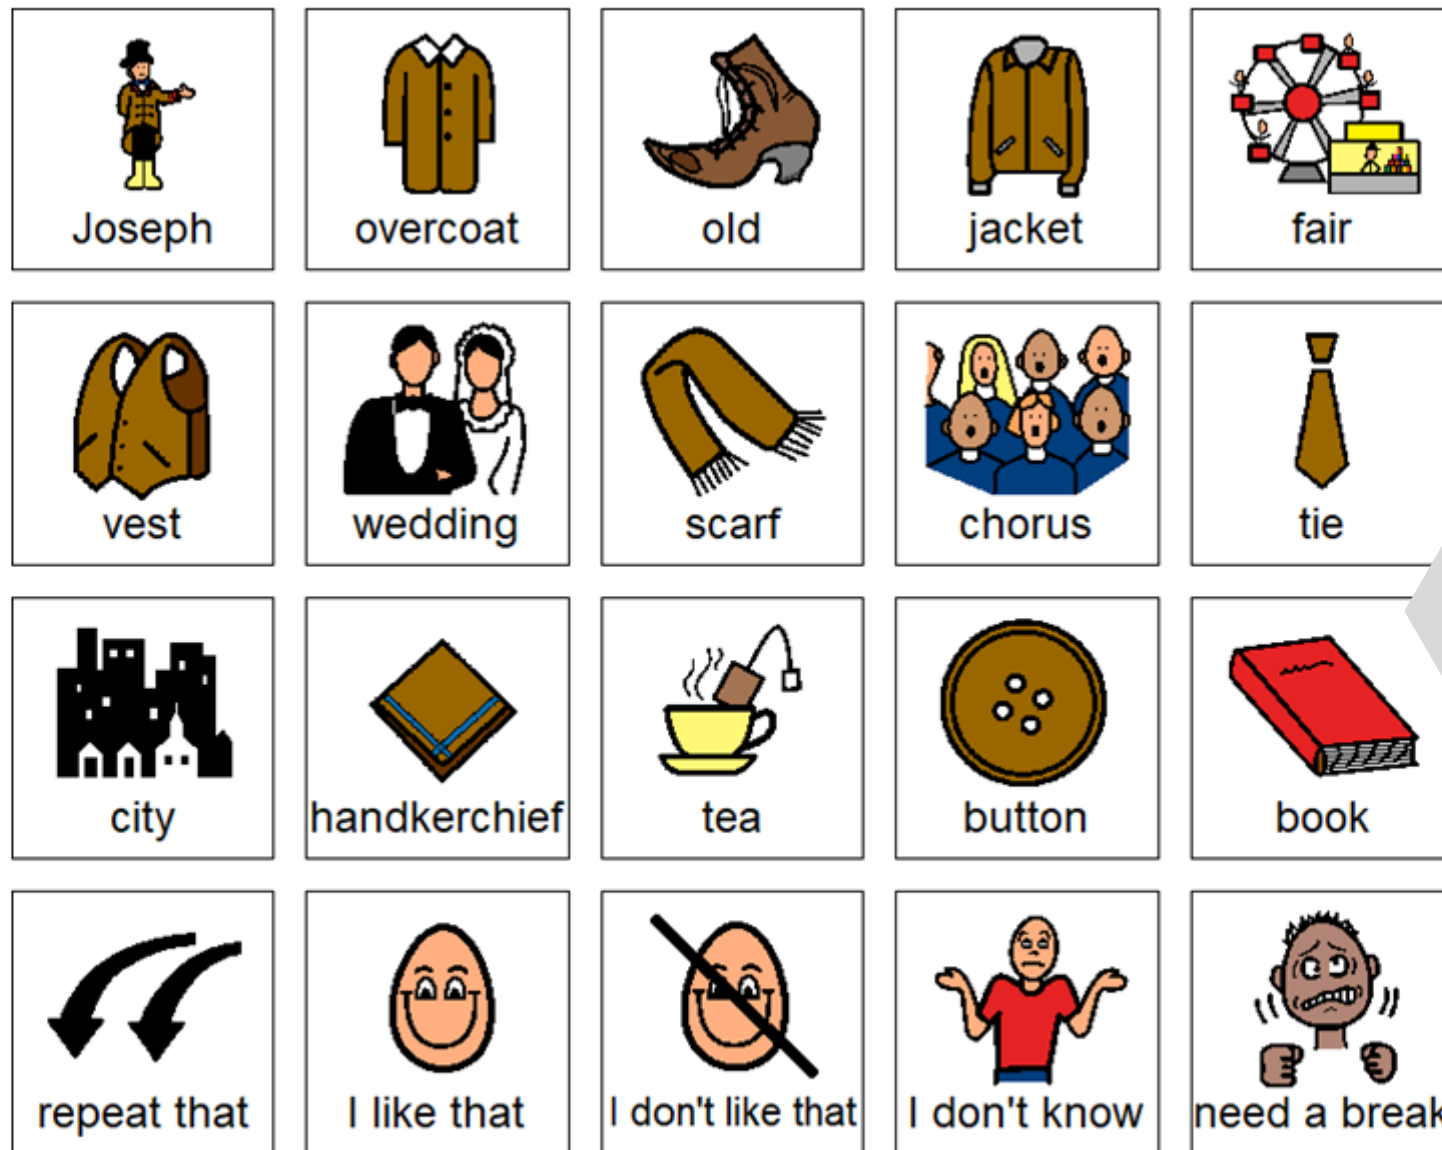 Joseph
overcoat
old
jacket
fair
vest
wedding
scarf
chorus
tie
city
handkerchief
tea
button
book
repeat that
I like that
I don't like that
I don't know
need a break